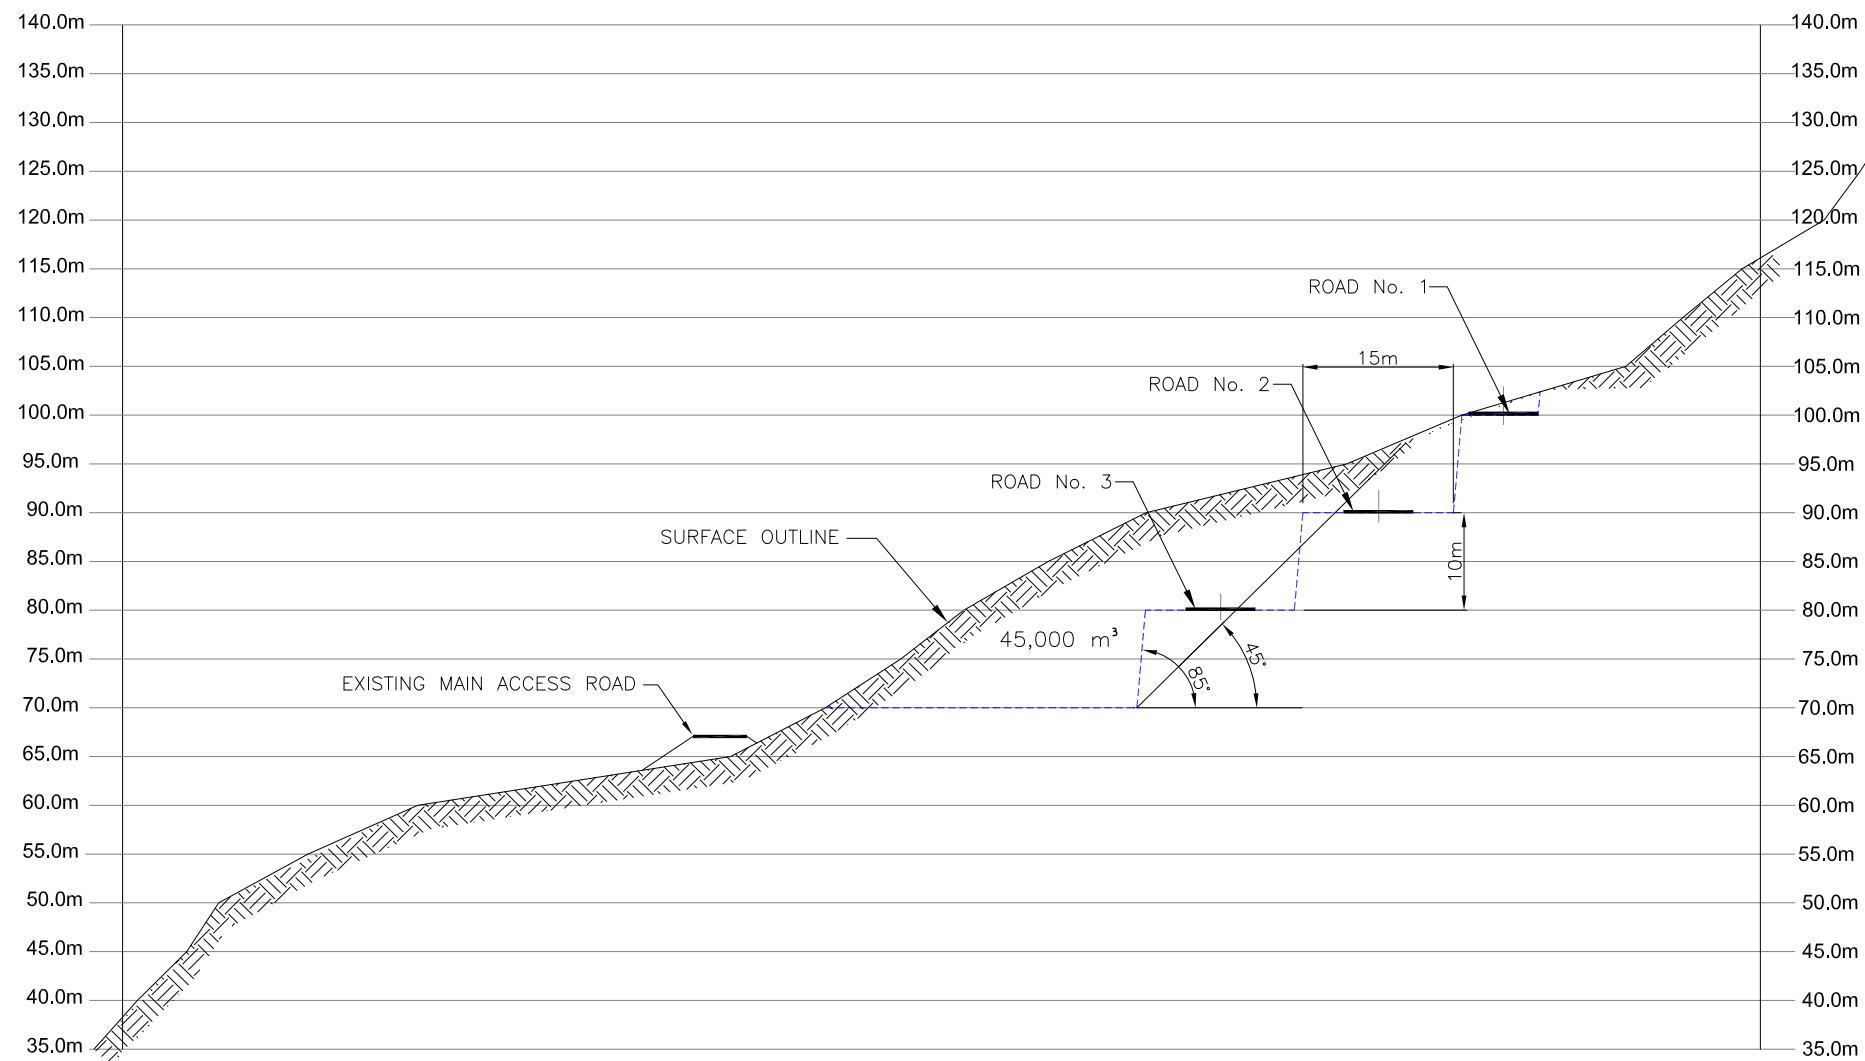 140.0m 140.0m
135.0m 135.0m
130.0m 130.0m
125.0m 125.0m
120.0m 120.0m
115.0m 115.0m
ROAD No. 1
110.0m 110.0m
105.0m 15m 105.0m
ROAD No. 2
100.0m 100.0m
95.0m 95.0m
ROAD No. 3
90.0m 90.0m
SURFACE OUTLINE
85.0m 10m 85.0m
80.0m 80.0m
45,000 m³
75.0m 45° 75.0m
EXISTING MAIN ACCESS ROAD 85°
70.0m 70.0m
65.0m 65.0m
60.0m 60.0m
55.0m 55.0m
50.0m 50.0m
45.0m 45.0m
40.0m 40.0m
35.0m 35.0m